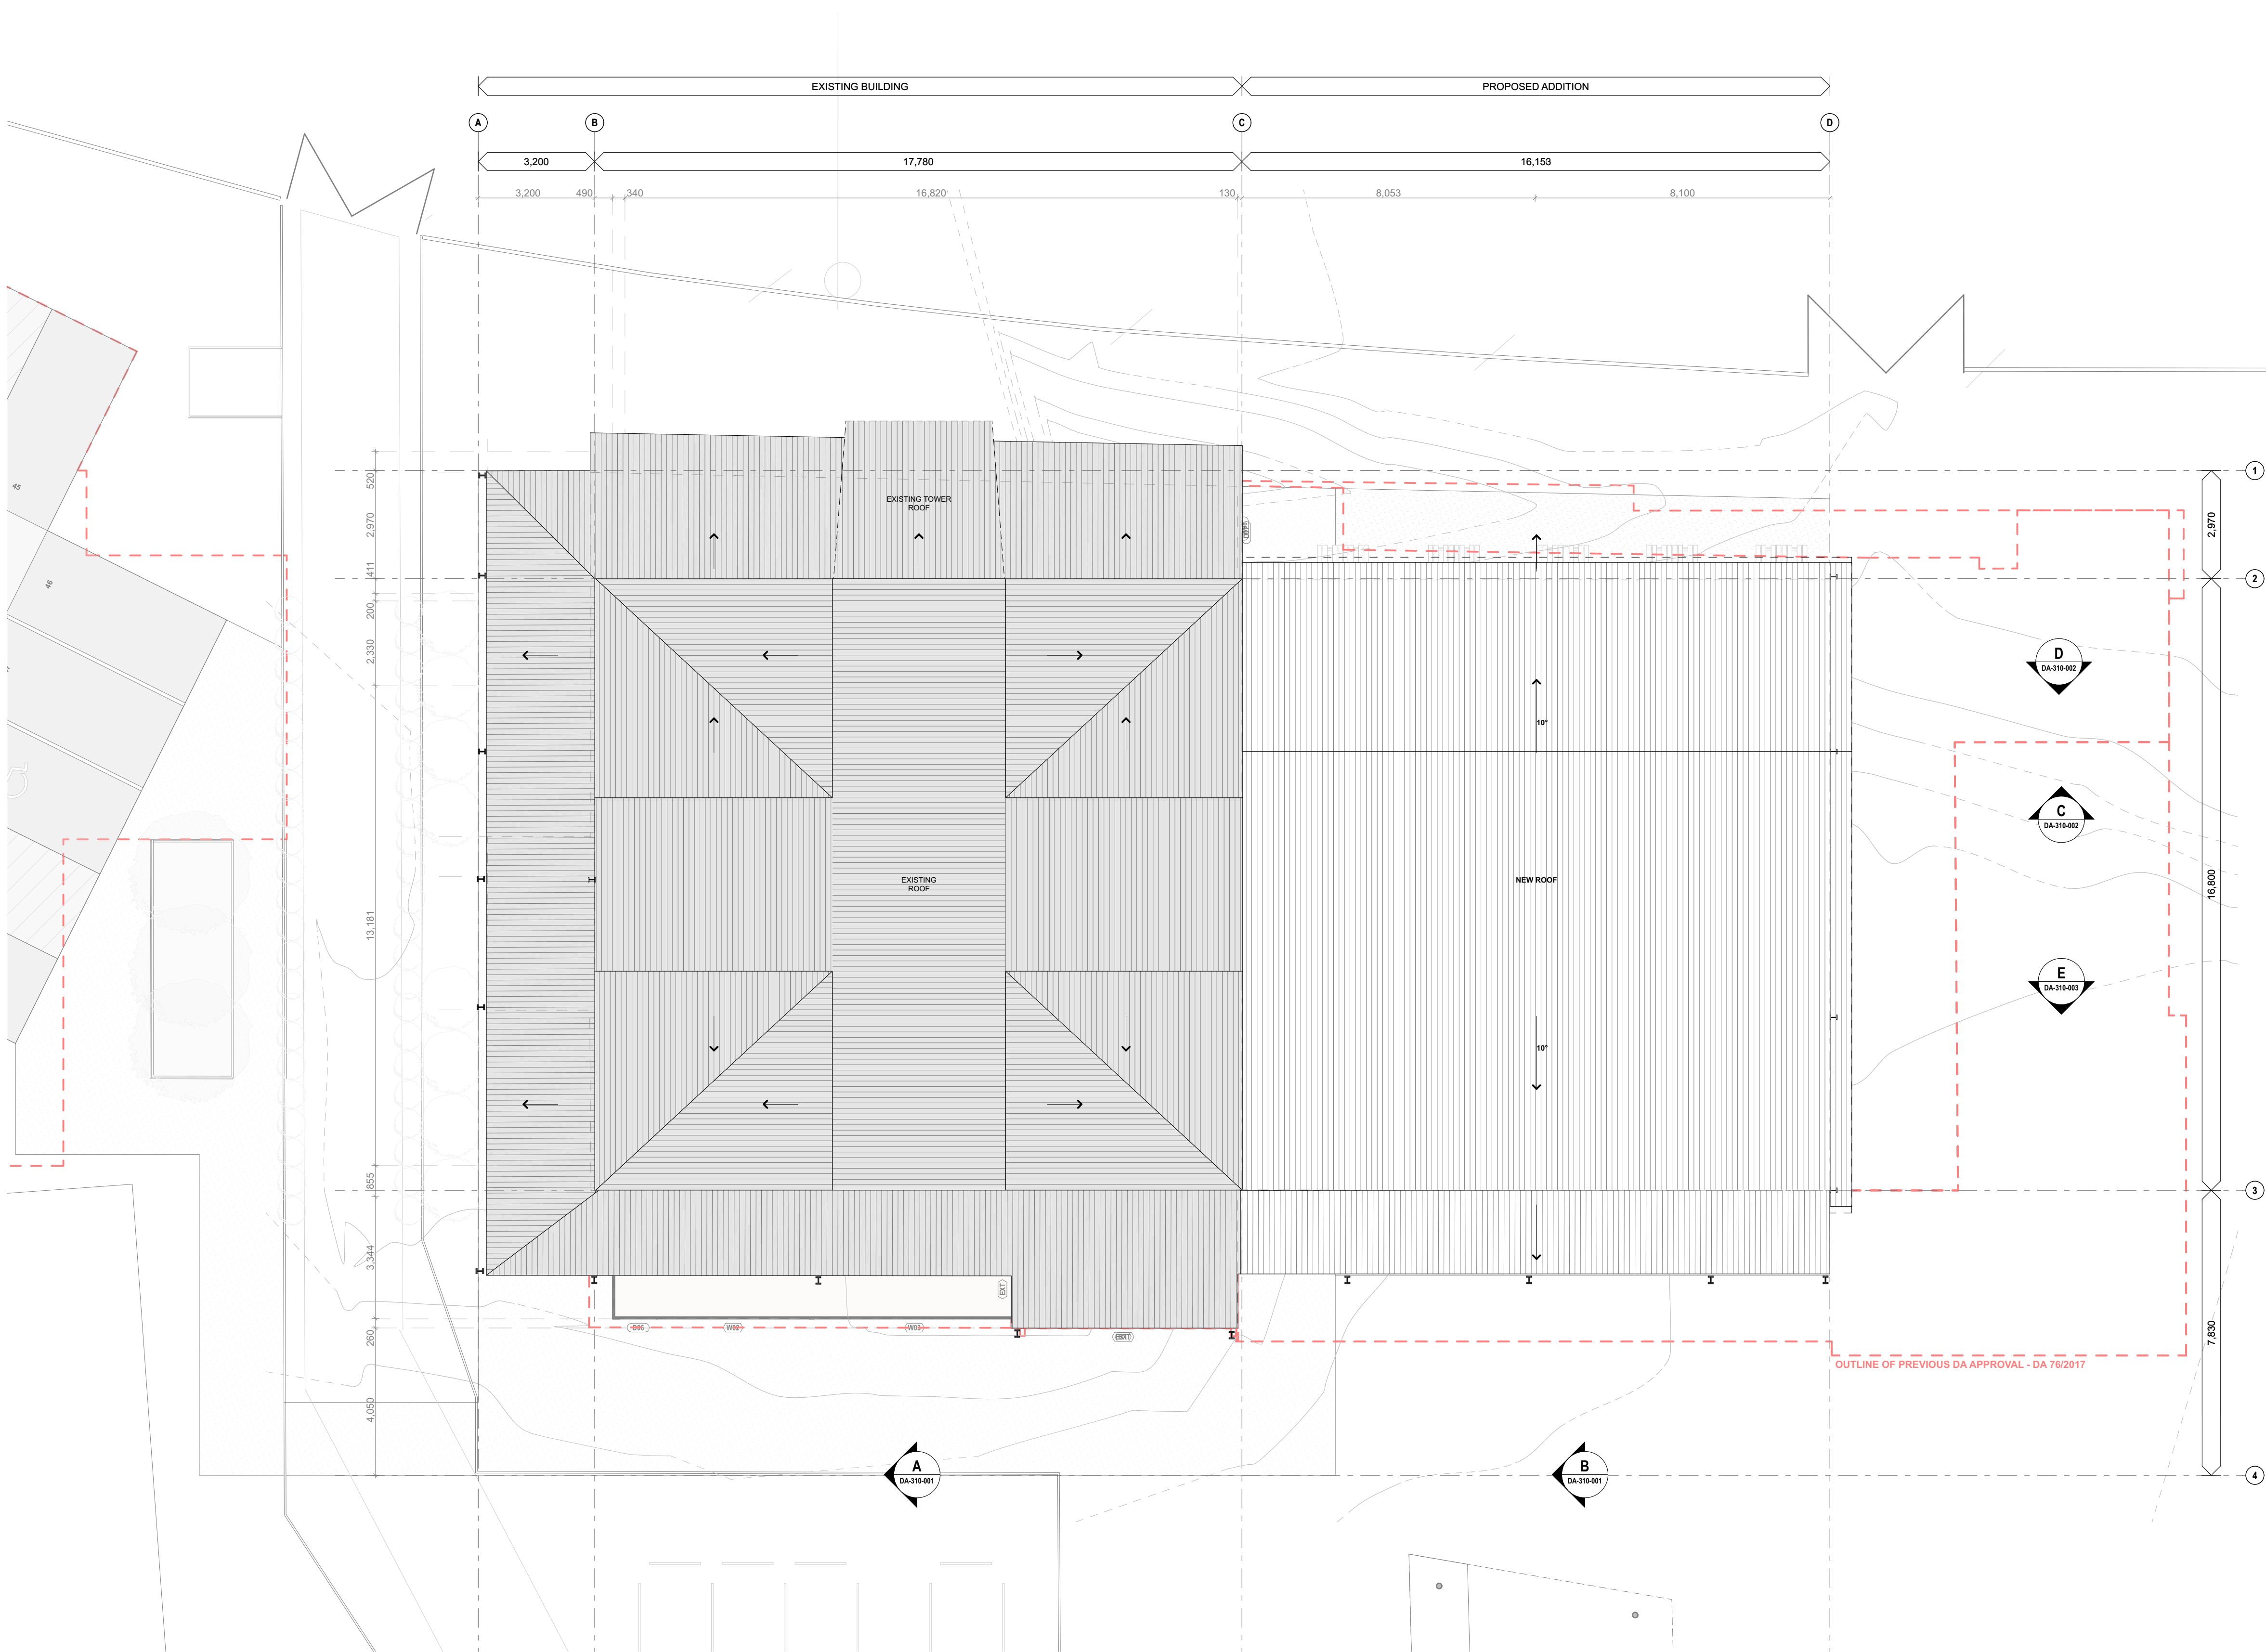 EXISTING BUILDING
PROPOSED ADDITION
A
B
C
D
3,200
17,780
16,153
3,200
490
340
16,820
130
8,053
8,100
1
2
3
4
2,970
16,800
7,830
520
2,970
411
200
2,330
13,181
855
3,344
260
4,050
45
46
EXISTING TOWER
ROOF
EXISTING
ROOF
10°
NEW ROOF
10°
D
DA-310-002
C
DA-310-002
E
DA-310-003
EXT
D06
W02
W03
OUTLINE OF PREVIOUS DA APPROVAL - DA 76/2017
A
DA-310-001
B
DA-310-001